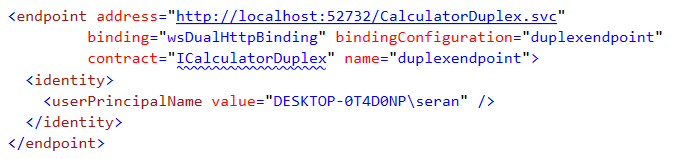 <endpoint address="http://localhost:52732/CalculatorDuplex.svc"
binding="wsDualHttpBinding" bindingConfiguration="duplexendpoint"
contract="ICalculatorDuplex" name="duplexendpoint">
<identity>
<userPrincipalName value="DESKTOP-0T4D0NP\seran" />
</identity>
</endpoint>